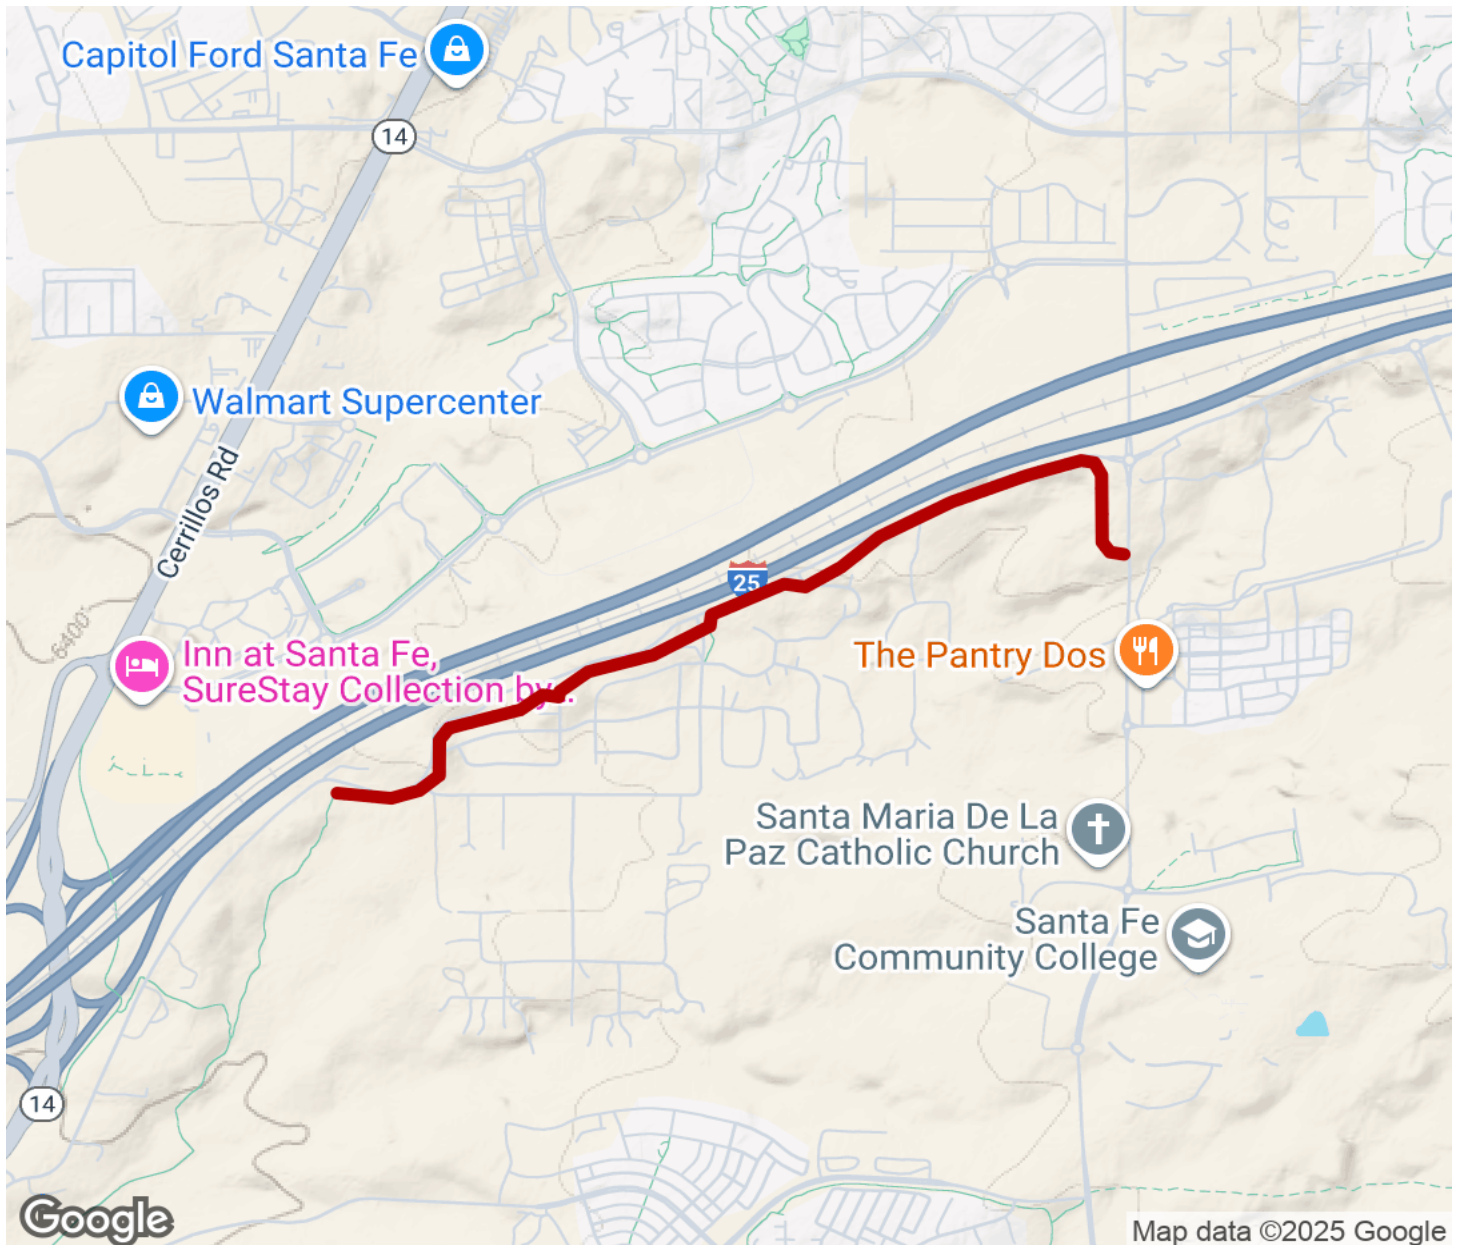 Capitol Ford Santa Fe
14
Walmart Supercenter
Cerrillos Rd
25
6400'
Inn at Santa Fe,
SureStay Collection by...
The Pantry Dos
Santa Maria De La
Paz Catholic Church
Santa Fe
Community College
14
Google
Map data ©2025 Google